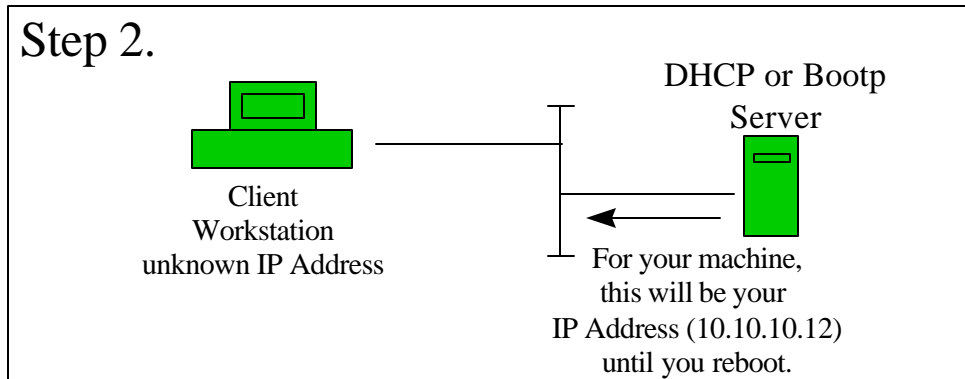 Step 2.
DHCP or Bootp
Server
Client
Workstation
unknown IP Address
For your machine,
this will be your
IP Address (10.10.10.12)
until you reboot.